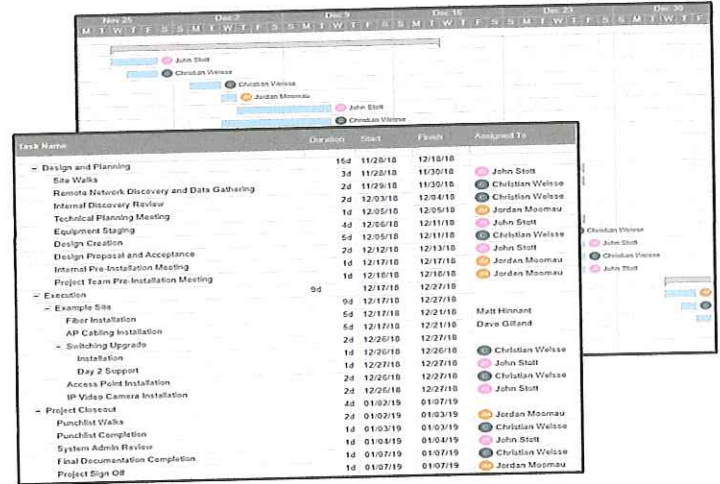 Nov 25 Dec 2 Dec 9 Dec 16 Dec 23 Dec 30
M T W T F S S M T W T F S S M T W T F S S M T W T F S S M T W T F S S M T W T F
John Stott
Christian Weisse
Christian Weisse
Jordan Moornau
John Stott
Christian Weisse
Task Name Duration Start Finish Assigned To
Design and Planning 15d 11/28/18 12/18/18
Site Walks 3d 11/28/18 11/30/18 John Stott
Remote Network Discovery and Data Gathering 2d 11/29/18 11/30/18 Christian Weisse
Internal Discovery Review 2d 12/03/18 12/04/18 Christian Weisse
Technical Planning Meeting 1d 12/05/18 12/05/18 Jordan Moornau
Equipment Staging 4d 12/06/18 12/11/18 John Stott
Design Creation 5d 12/05/18 12/11/18 Christian Weisse
Design Proposal and Acceptance 2d 12/12/18 12/13/18 John Stott
Internal Pre-Installation Meeting 1d 12/17/18 12/17/18 Jordan Moornau
Project Team Pre-Installation Meeting 1d 12/18/18 12/18/18 Jordan Moornau
Execution 9d 12/17/18 12/27/18
Example Site 9d 12/17/18 12/27/18
Fiber Installation 5d 12/17/18 12/21/18 Matt Hinnant
AP Cabling Installation 5d 12/17/18 12/21/18 Dave Gilland
Switching Upgrade 2d 12/26/18 12/27/18
Installation 1d 12/26/18 12/26/18 Christian Weisse
Day 2 Support 1d 12/27/18 12/27/18 John Stott
Access Point Installation 2d 12/26/18 12/27/18 Christian Weisse
IP Video Camera Installation 2d 12/26/18 12/27/18 John Stott
Project Closeout 4d 01/02/19 01/07/19
Punchlist Walks 2d 01/02/19 01/03/19 Jordan Moornau
Punchlist Completion 1d 01/03/19 01/03/19 Christian Weisse
System Admin Review 1d 01/04/19 01/04/19 John Stott
Final Documentation Completion 1d 01/07/19 01/07/19 Christian Weisse
Project Sign Off 1d 01/07/19 01/07/19 Jordan Moornau
Christian Weisse
John Stott
Christian Weisse
John Stott